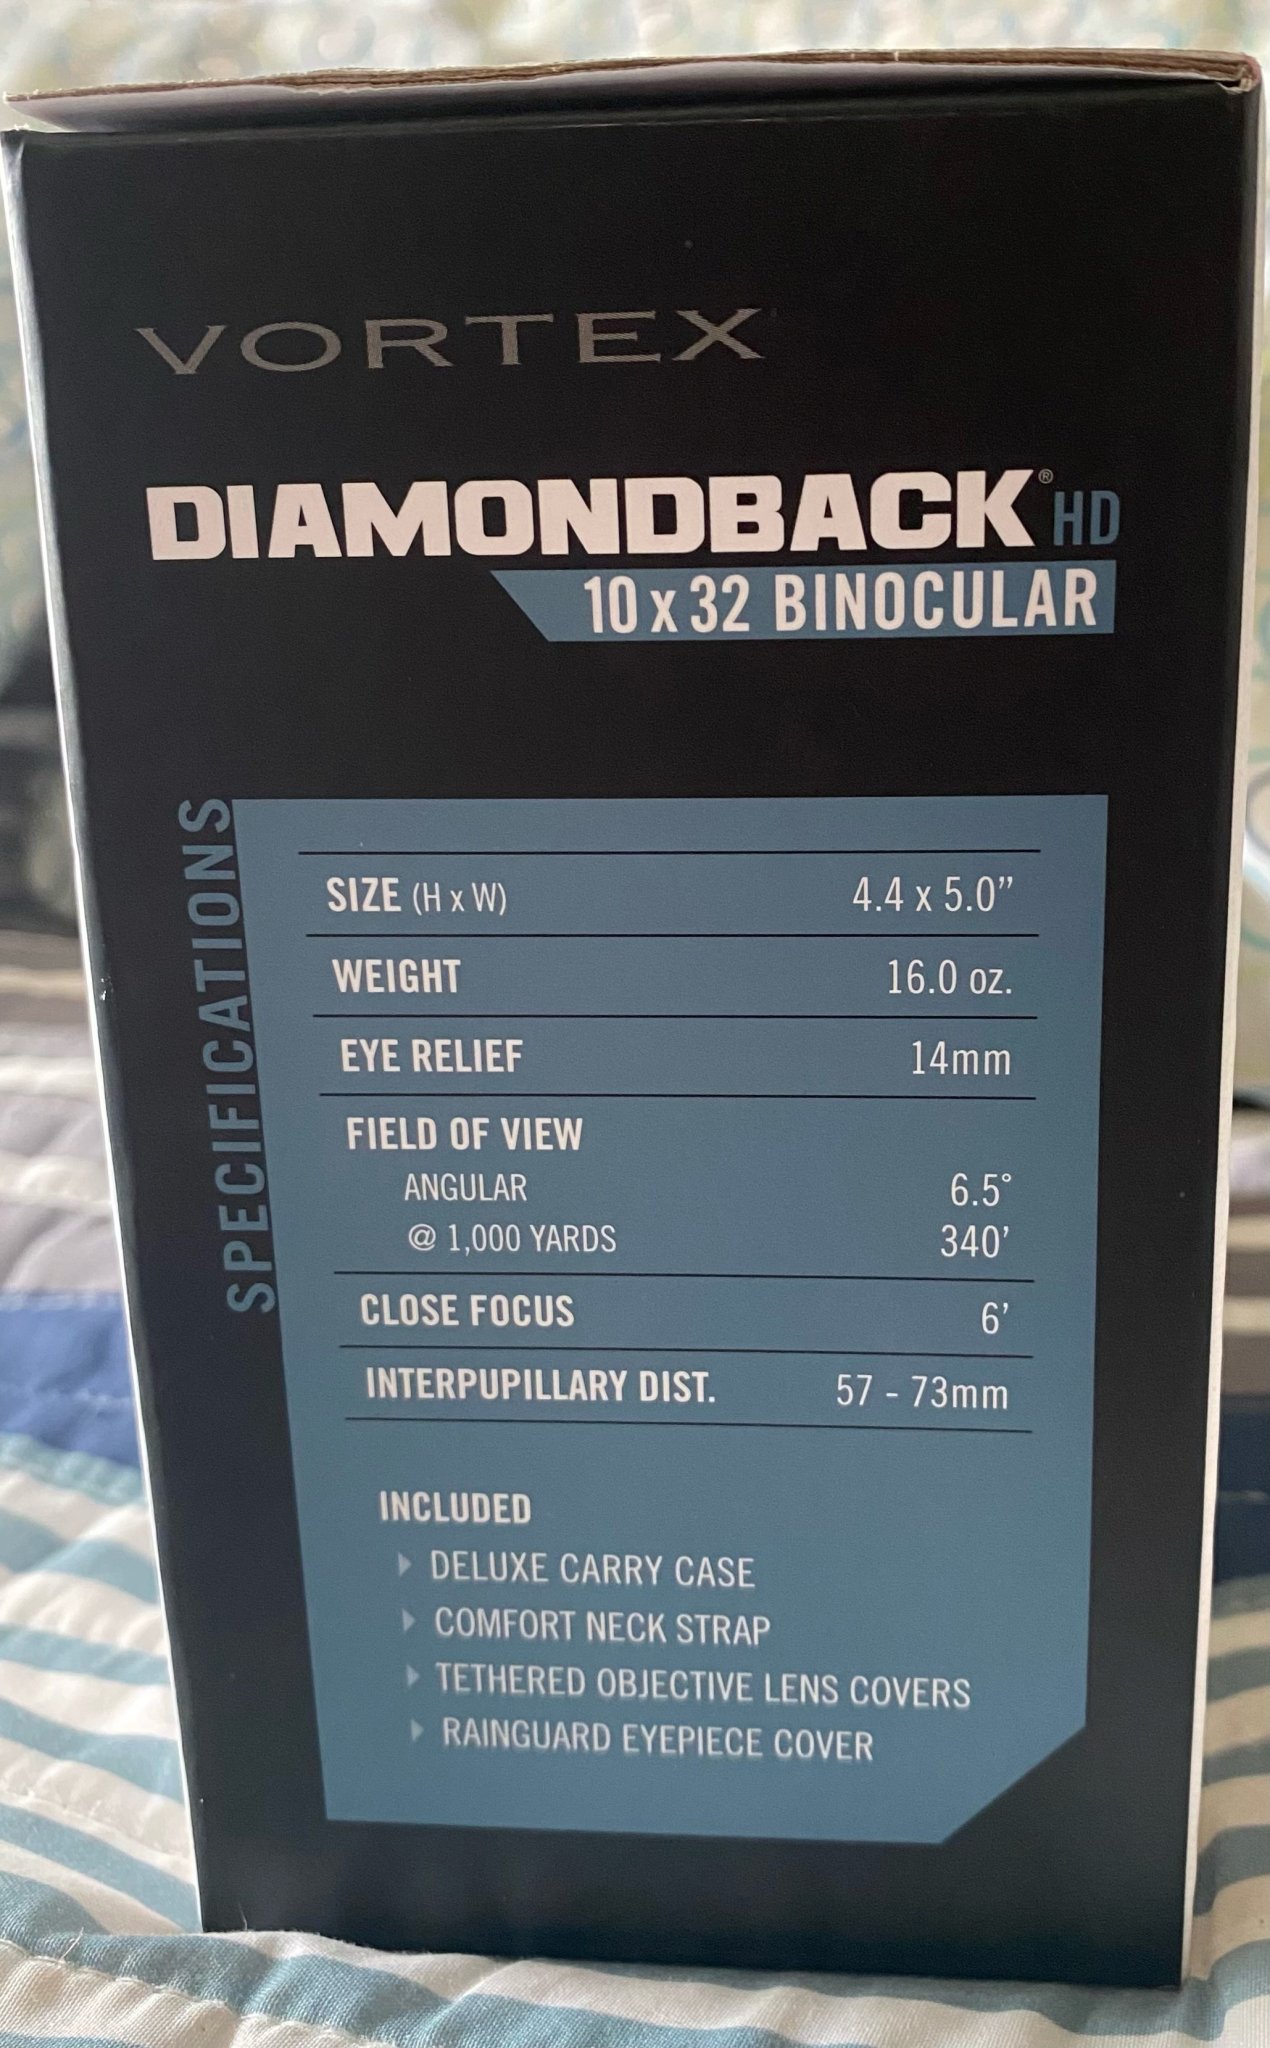 VORTEX
DIAMONDBACK® HD
10 x 32 BINOCULAR
SPECIFICATIONS
SIZE (H x W) 4.4 x 5.0”
WEIGHT 16.0 oz.
EYE RELIEF 14mm
FIELD OF VIEW
ANGULAR 6.5°
@ 1,000 YARDS 340’
CLOSE FOCUS 6’
INTERPUPILLARY DIST. 57 - 73mm
INCLUDED
DELUXE CARRY CASE
COMFORT NECK STRAP
TETHERED OBJECTIVE LENS COVERS
RAINGUARD EYEPIECE COVER